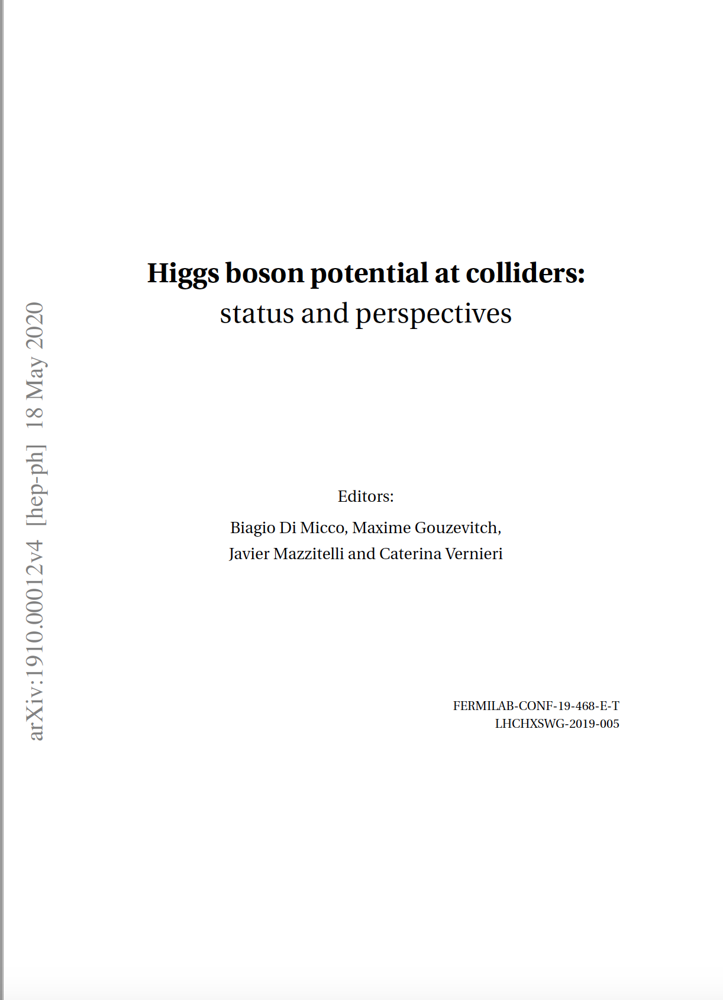 Higgs boson potential at colliders:
status and perspectives
Editors:
Biagio Di Micco, Maxime Gouzevitch,
Javier Mazzitelli and Caterina Vernieri
FERMILAB-CONF-19-468-E-T
LHCHXSWG-2019-005
arXiv:1910.00012v4 [hep-ph] 18 May 2020